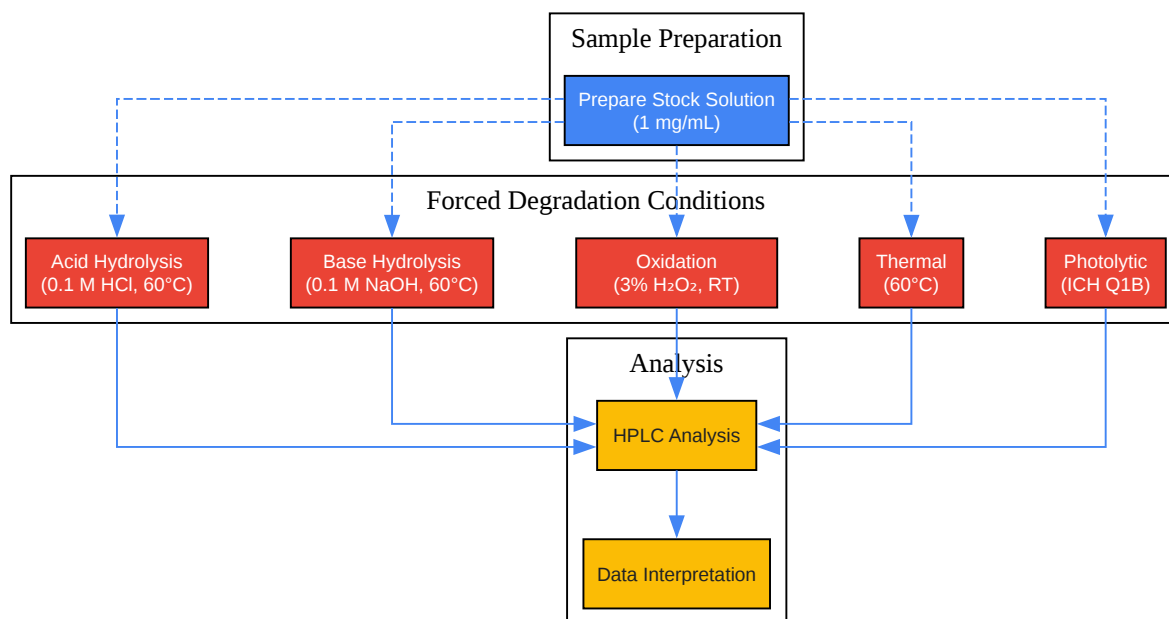 Sample Preparation
Prepare Stock Solution
(1 mg/mL)
Forced Degradation Conditions
Acid Hydrolysis
(0.1 M HCl, 60°C)
Base Hydrolysis
(0.1 M NaOH, 60°C)
Oxidation
(3% H₂O₂, RT)
Thermal
(60°C)
Photolytic
(ICH Q1B)
Analysis
HPLC Analysis
Data Interpretation